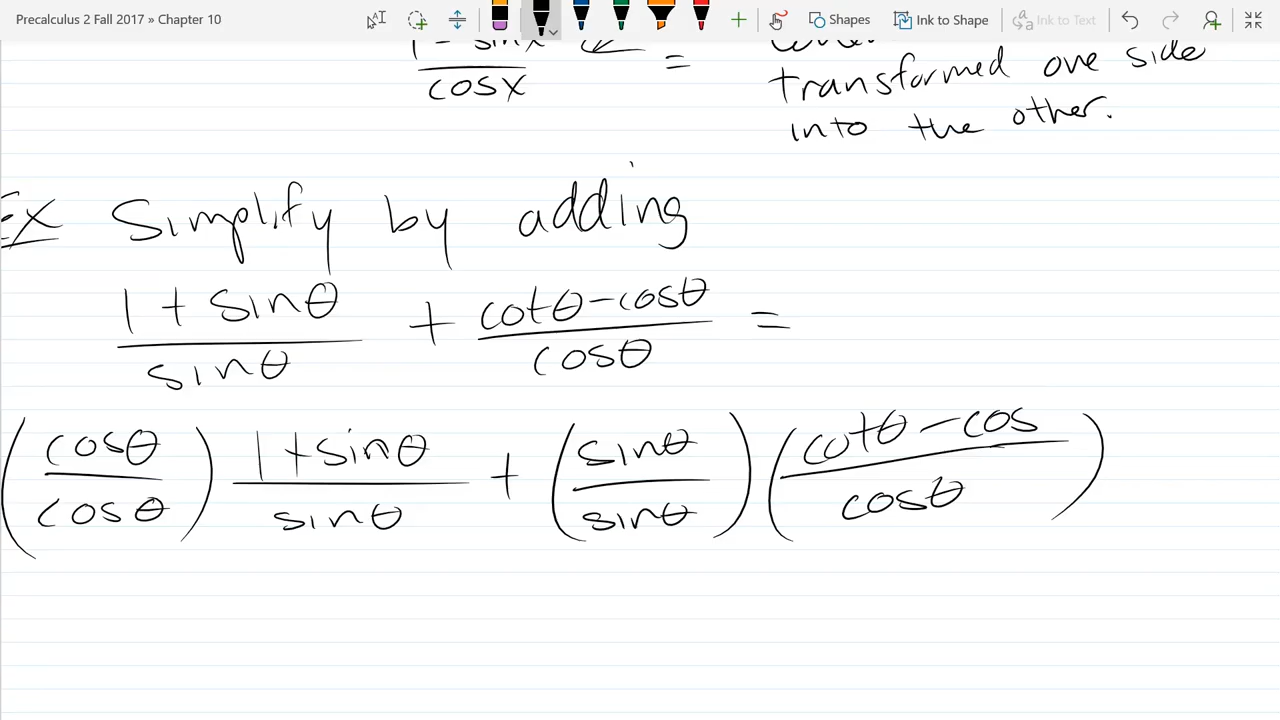 Precalculus 2 Fall 2017 » Chapter 10 Shapes Ink to Shape Ink to Text
1 - sinx
cosx =
transformed one side
into the other.
EX Simplify by adding
1 + sinθ / sinθ + cotθ - cosθ / cosθ =
(cosθ / cosθ) 1 + sinθ / sinθ + (sinθ / sinθ) (cotθ - cos / cosθ)